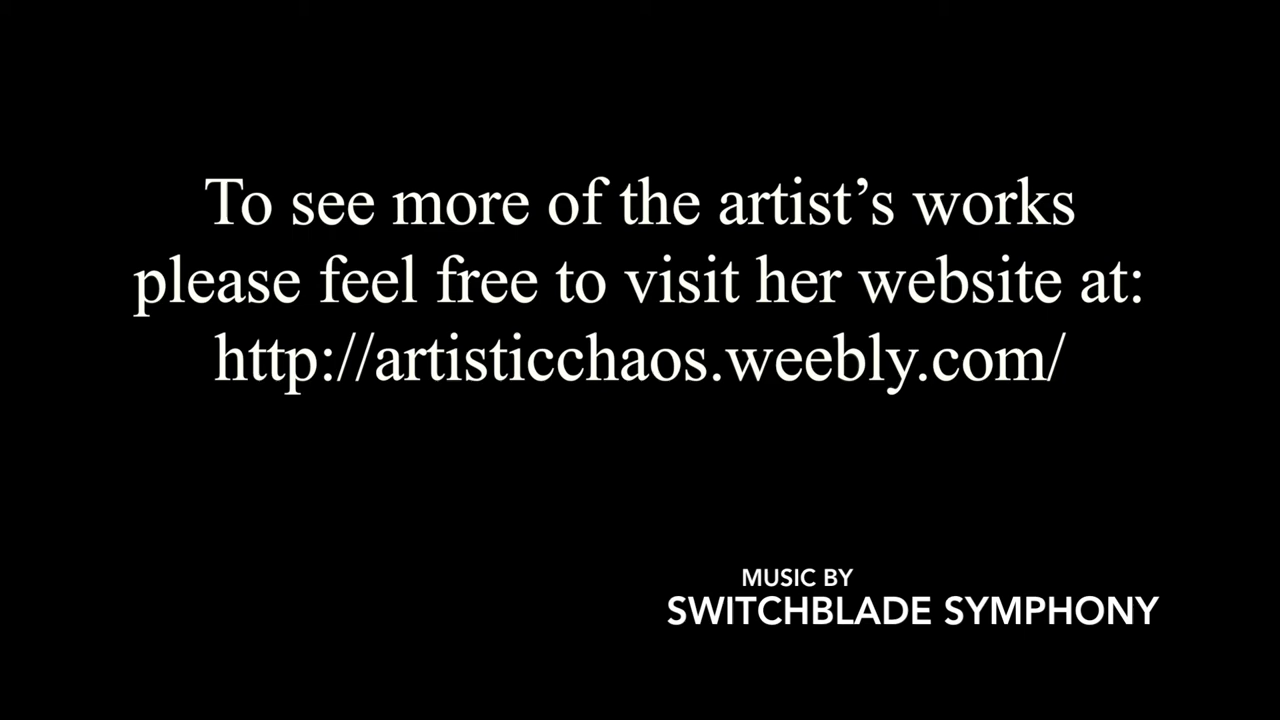 To see more of the artist’s works
please feel free to visit her website at:
http://artisticchaos.weebly.com/
MUSIC BY
SWITCHBLADE SYMPHONY